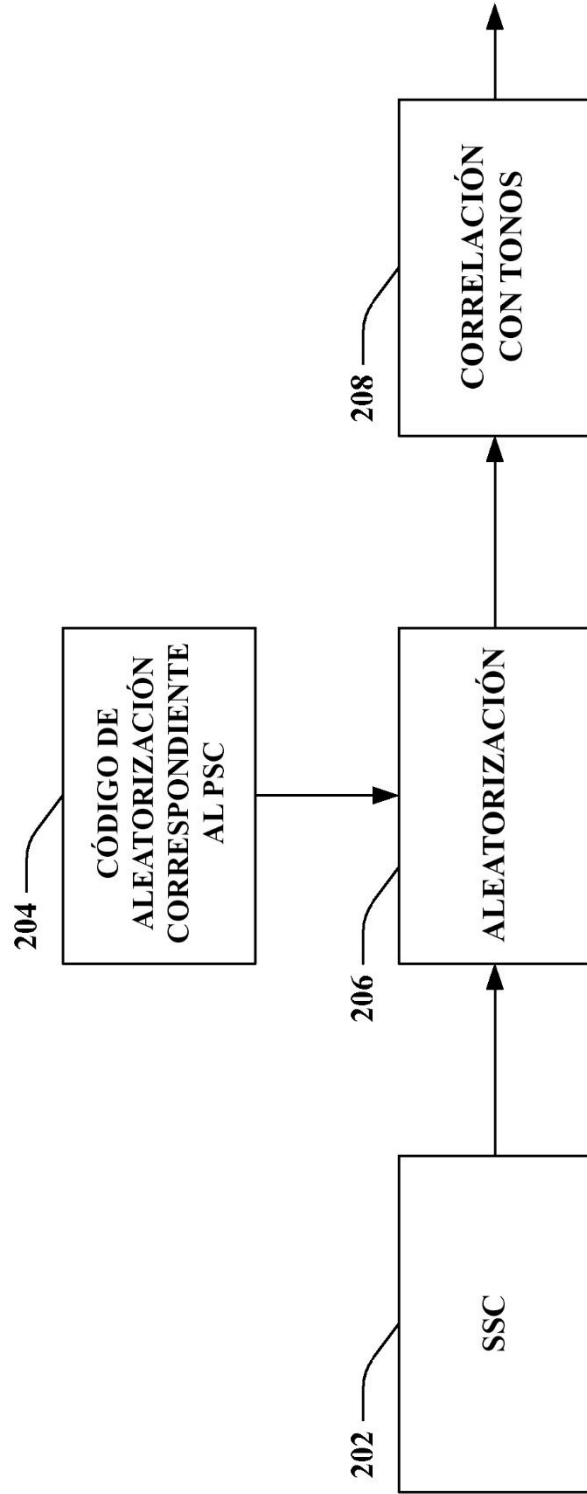 204
CÓDIGO DE
ALEATORIZACIÓN
CORRESPONDIENTE
AL PSC
202
SSC
206
ALEATORIZACIÓN
208
CORRELACIÓN
CON TONOS